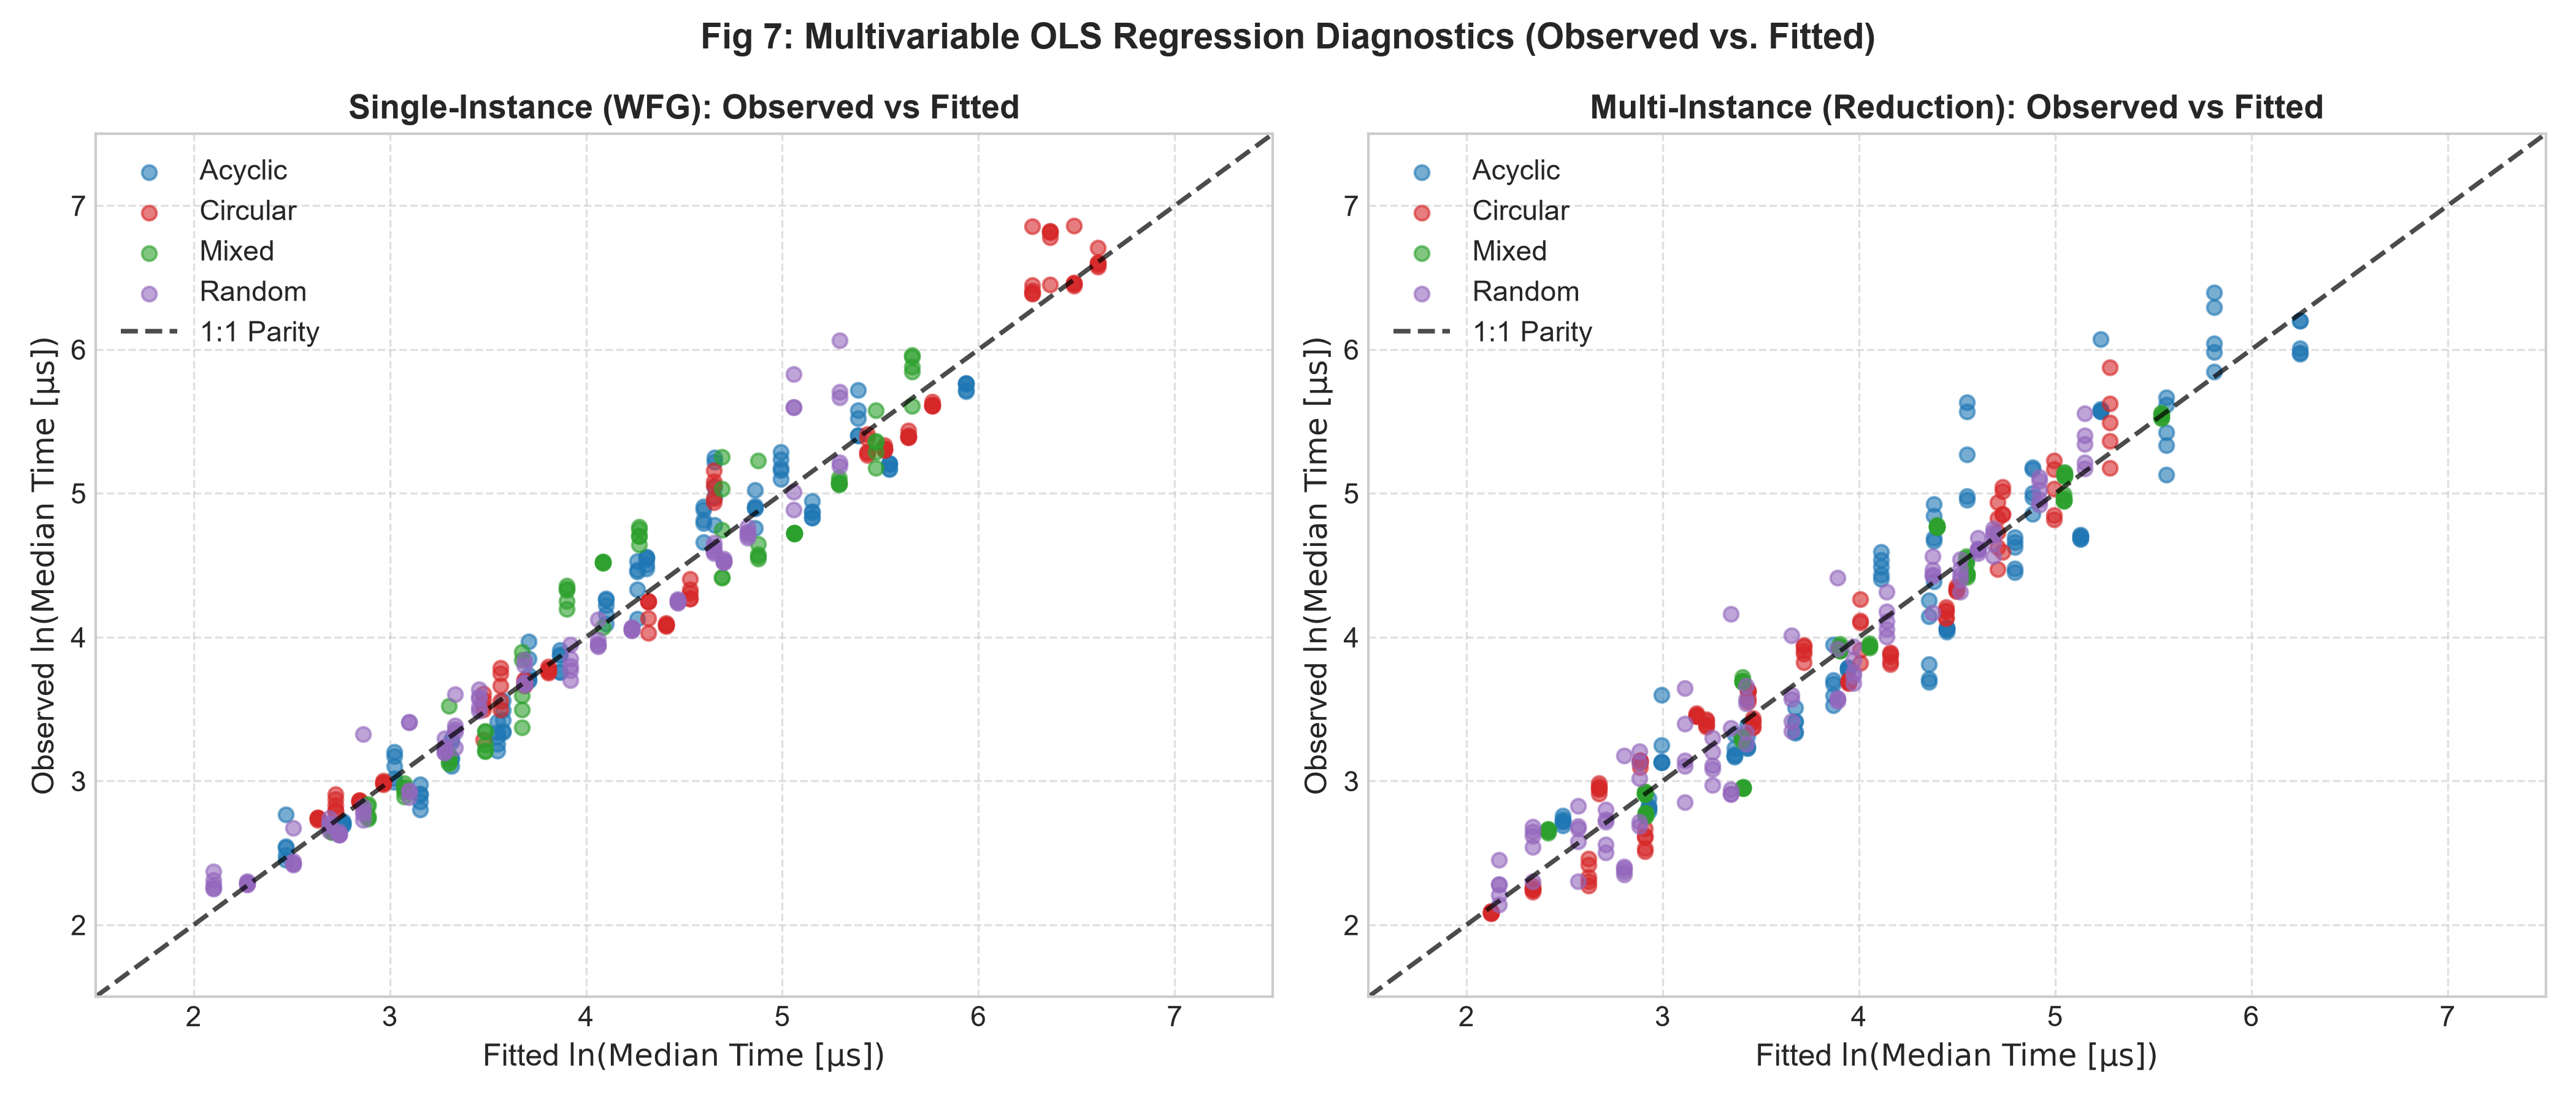 Fig 7: Multivariable OLS Regression Diagnostics (Observed vs. Fitted)
Single-Instance (WFG): Observed vs Fitted
Acyclic
Circular
Mixed
Random
1:1 Parity
7
6
5
4
3
2
Observed ln(Median Time [µs])
2 3 4 5 6 7
Fitted ln(Median Time [µs])
Multi-Instance (Reduction): Observed vs Fitted
Acyclic
Circular
Mixed
Random
1:1 Parity
7
6
5
4
3
2
Observed ln(Median Time [µs])
2 3 4 5 6 7
Fitted ln(Median Time [µs])